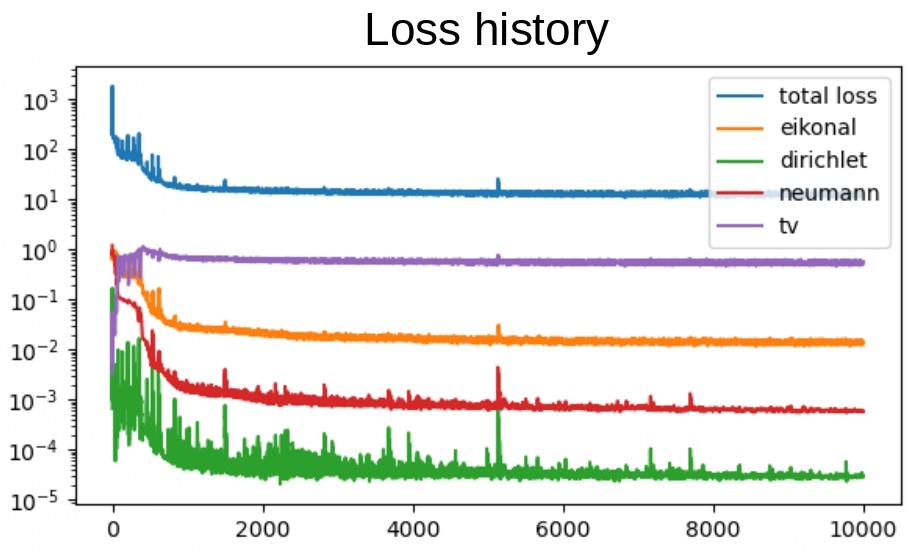 Loss history
10³
10²
10¹
10⁰
10⁻¹
10⁻²
10⁻³
10⁻⁴
10⁻⁵
total loss
eikonal
dirichlet
neumann
tv
0 2000 4000 6000 8000 10000